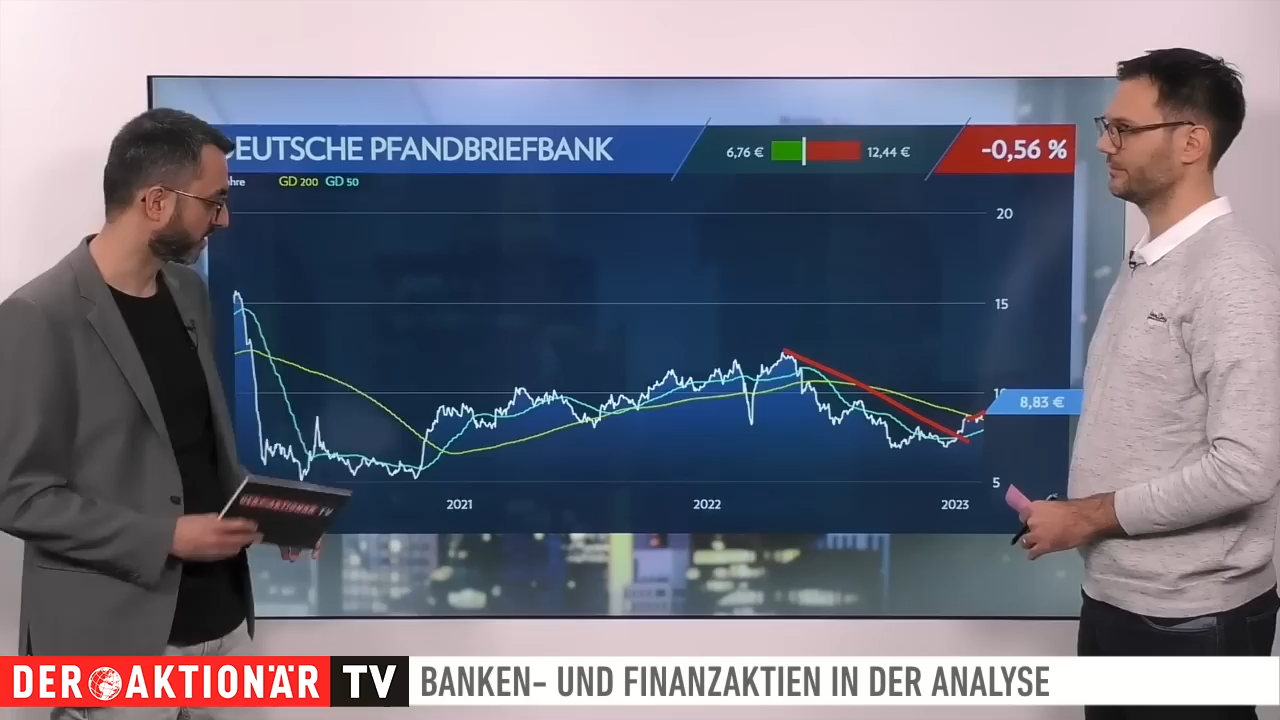 DEUTSCHE PFANDBRIEFBANK
6,76 €
12,44 €
-0,56 %
GD 200 GD 50
20
15
8,83 €
5
2021
2022
2023
DER AKTIONÄR TV
DER AKTIONÄR TV
BANKEN- UND FINANZAKTIEN IN DER ANALYSE